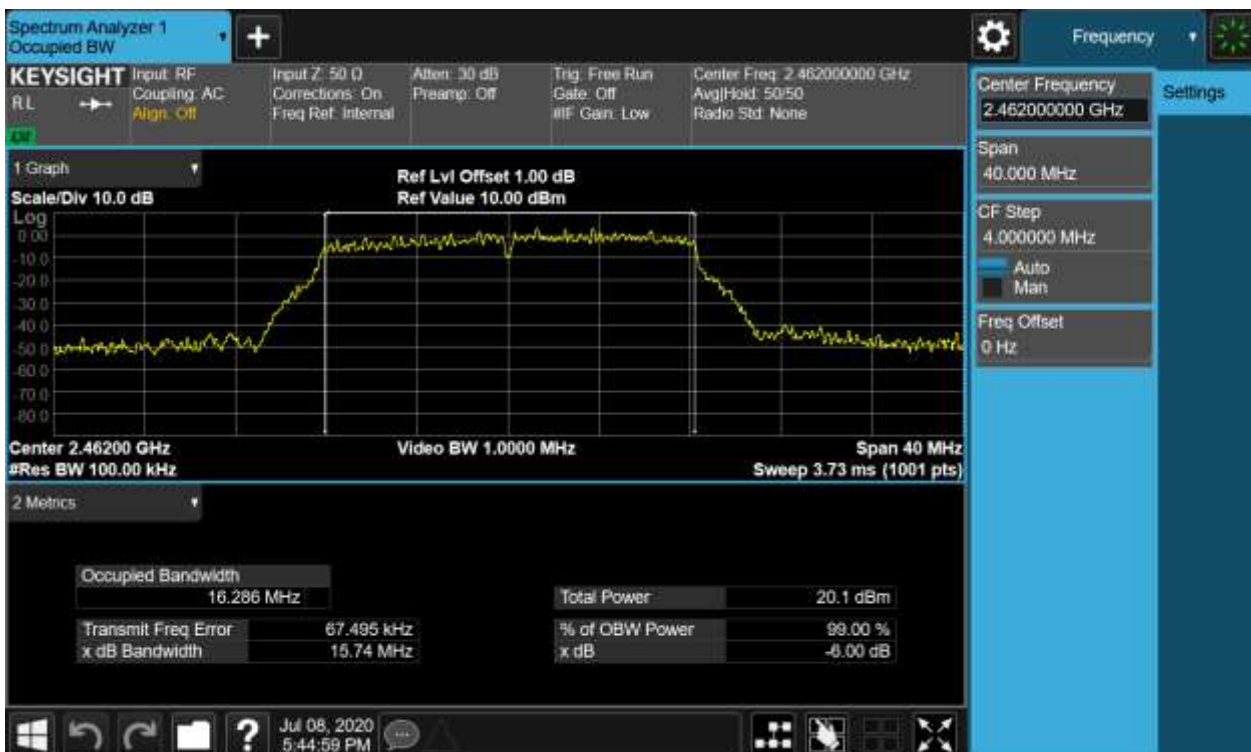 Spectrum Analyzer 1
Occupied BW
+
Frequency
KEYSIGHT
R L
Input: RF
Coupling: AC
Align: Off
Input Z: 50 Ω
Corrections: On
Freq Ref: Internal
Atten: 30 dB
Preamp: Off
Trig: Free Run
Gate: Off
#IF Gain: Low
Center Freq: 2.462000000 GHz
Avg|Hold: 50/50
Radio Std: None
Center Frequency
2.462000000 GHz
Settings
Span
40.000 MHz
CF Step
4.000000 MHz
Auto
Man
Freq Offset
0 Hz
1 Graph
Scale/Div 10.0 dB
Ref Lvl Offset 1.00 dB
Ref Value 10.00 dBm
Log
0.00
-10.0
-20.0
-30.0
-40.0
-50.0
-60.0
-70.0
-80.0
Center 2.46200 GHz
#Res BW 100.00 kHz
Video BW 1.0000 MHz
Span 40 MHz
Sweep 3.73 ms (1001 pts)
2 Metrics
Occupied Bandwidth
16.286 MHz
Total Power 20.1 dBm
Transmit Freq Error 67.495 kHz
% of OBW Power 99.00 %
x dB Bandwidth 15.74 MHz
x dB -6.00 dB
?
Jul 08, 2020
5:44:59 PM